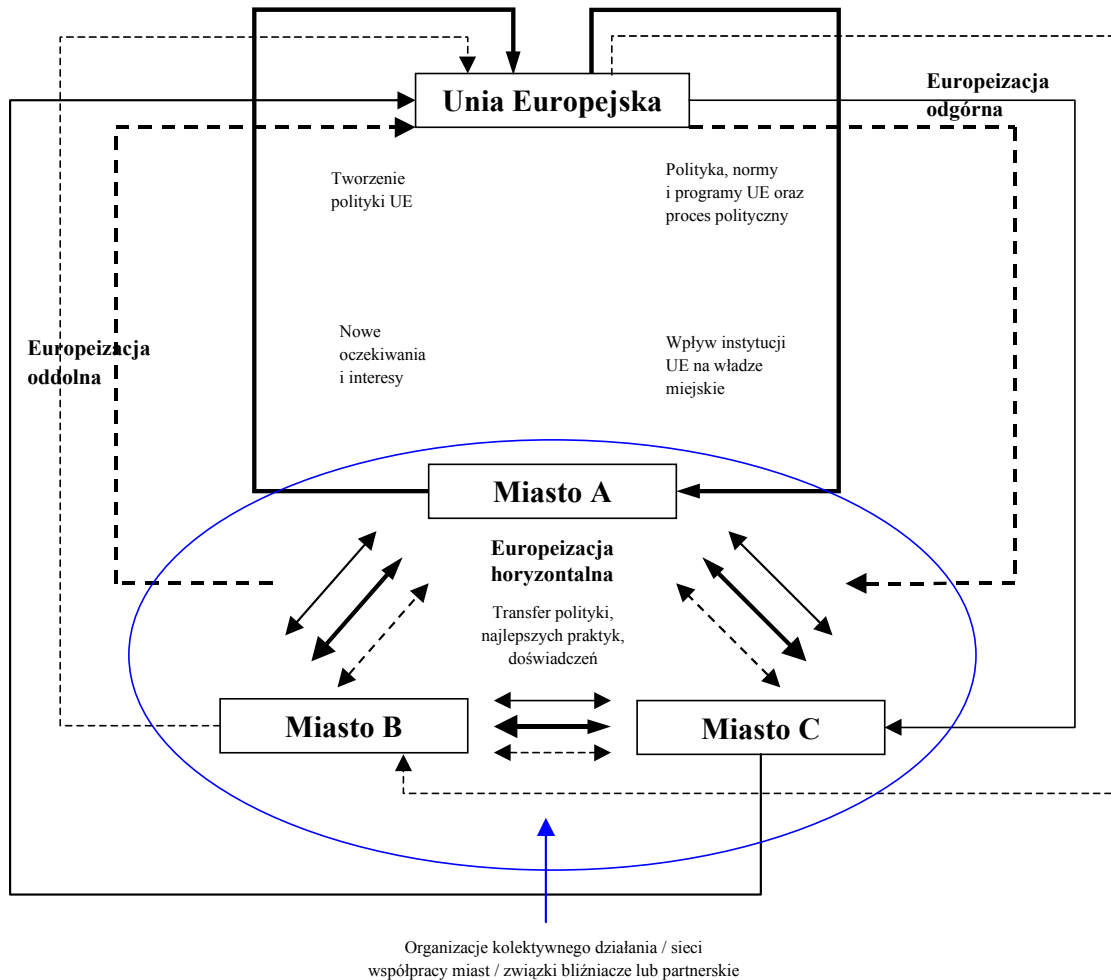 Unia Europejska
Europeizacja
odgórna
Tworzenie
polityki UE
Polityka, normy
i programy UE oraz
proces polityczny
Europeizacja
oddolna
Nowe
oczekiwania
i interesy
Wpływ instytucji
UE na władze
miejskie
Miasto A
Europeizacja
horyzontalna
Transfer polityki,
najlepszych praktyk,
doświadczeń
Miasto B
Miasto C
Organizacje kolektywnego działania / sieci
współpracy miast / związki bliźniacze lub partnerskie